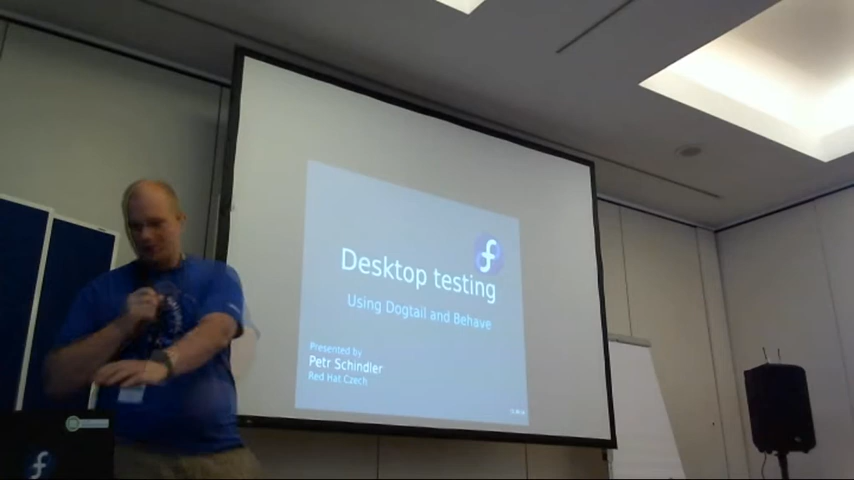 Desktop testing
Using Dogtail and Behave
Presented by
Petr Schindler
Red Hat Czech